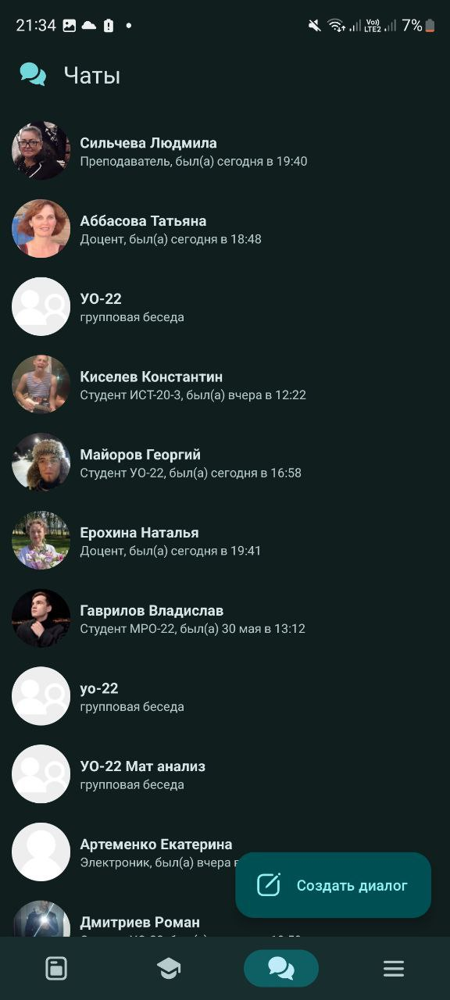 21:34
Vo))
LTE2
7%
Чаты
Сильчева Людмила
Преподаватель, был(а) сегодня в 19:40
Аббасова Татьяна
Доцент, был(а) сегодня в 18:48
УО-22
групповая беседа
Киселев Константин
Студент ИСТ-20-3, был(а) вчера в 12:22
Майоров Георгий
Студент УО-22, был(а) сегодня в 16:58
Ерохина Наталья
Доцент, был(а) сегодня в 19:41
Гаврилов Владислав
Студент МРО-22, был(а) 30 мая в 13:12
уо-22
групповая беседа
УО-22 Мат анализ
групповая беседа
Артеменко Екатерина
Электроник, был(а) вчера в
Создать диалог
Дмитриев Роман